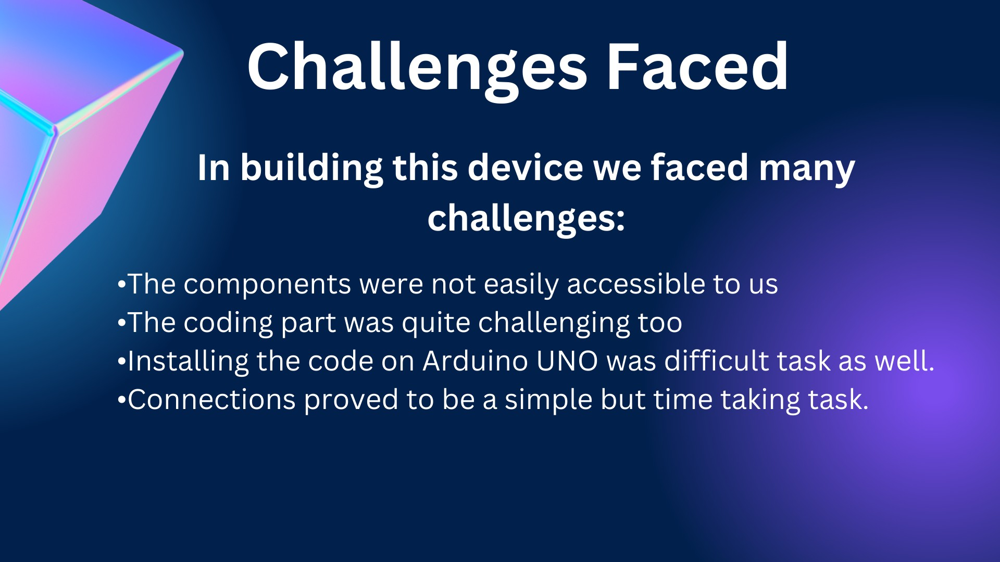 Challenges Faced
In building this device we faced many
challenges:
•The components were not easily accessible to us
•The coding part was quite challenging too
•Installing the code on Arduino UNO was difficult task as well.
•Connections proved to be a simple but time taking task.